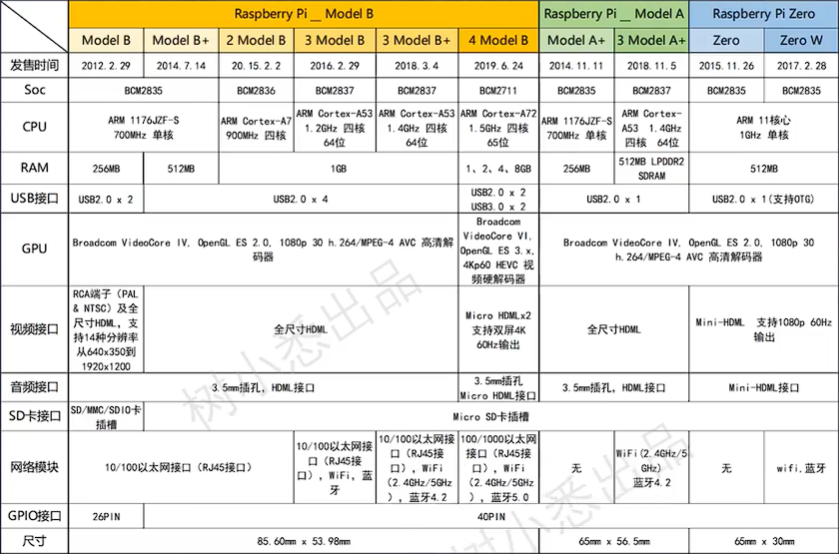 Raspberry Pi __ Model B
Raspberry Pi __ Model A
Raspberry Pi Zero
Model B
Model B+
2 Model B
3 Model B
3 Model B+
4 Model B
Model A+
3 Model A+
Zero
Zero W
发售时间
2012.2.29
2014.7.14
20.15.2.2
2016.2.29
2018.3.4
2019.6.24
2014.11.11
2018.11.5
2015.11.26
2017.2.28
Soc
BCM2835
BCM2836
BCM2837
BCM2837
BCM2711
BCM2835
BCM2837
BCM2835
BCM2835
CPU
ARM 1176JZF-S
700MHz 单核
ARM Cortex-A7
900MHz 四核
ARM Cortex-A53
1.2GHz 四核
64位
ARM Cortex-A53
1.4GHz 四核
64位
ARM Cortex-A72
1.5GHz 四核
65位
ARM 1176JZF-S
700MHz 单核
ARM Cortex-
A53 1.4GHz
四核 64位
ARM 11核心
1GHz 单核
RAM
256MB
512MB
1GB
1、2、4、8GB
256MB
512MB LPDDR2
SDRAM
512MB
USB接口
USB2.0 x 2
USB2.0 x 4
USB2.0 x 2
USB3.0 x 2
USB2.0 x 1
USB2.0 x 1(支持OTG)
GPU
Broadcom VideoCore IV, OpenGL ES 2.0, 1080p 30 h.264/MPEG-4 AVC 高清解
码器
Broadcom
VideoCore VI,
OpenGL ES 3.x,
4Kp60 HEVC 视
频硬解码器
Broadcom VideoCore IV, OpenGL ES 2.0, 1080p 30
h.264/MPEG-4 AVC 高清解码器
视频接口
RCA端子（PAL
& NTSC）及全
尺寸HDML，支
持14种分辨率
从640x350到
1920x1200
全尺寸HDML
Micro HDMLx2
支持双屏4K
60Hz输出
全尺寸HDML
Mini-HDML 支持1080p 60Hz
输出
音频接口
3.5mm插孔，HDML接口
3.5mm插孔
Micro HDML接口
3.5mm插孔，HDML接口
Mini-HDML接口
SD卡接口
SD/MMC/SDIO卡
插槽
Micro SD卡插槽
网络模块
10/100以太网接口（RJ45接口）
10/100以太网接
口（RJ45接
口），WiFi，蓝
牙
10/100以太网接
口（RJ45接
口），WiFi
（2.4GHz/5GHz
），蓝牙4.2
100/1000以太网
接口（RJ45接
口），WiFi
（2.4GHz/5GHz
），蓝牙5.0
无
WiFi(2.4GHz/5
GHz)
蓝牙4.2
无
wifi,蓝牙
GPIO接口
26PIN
40PIN
尺寸
85.60mm x 53.98mm
65mm x 56.5mm
65mm x 30mm
树小悉出品
树小悉出品